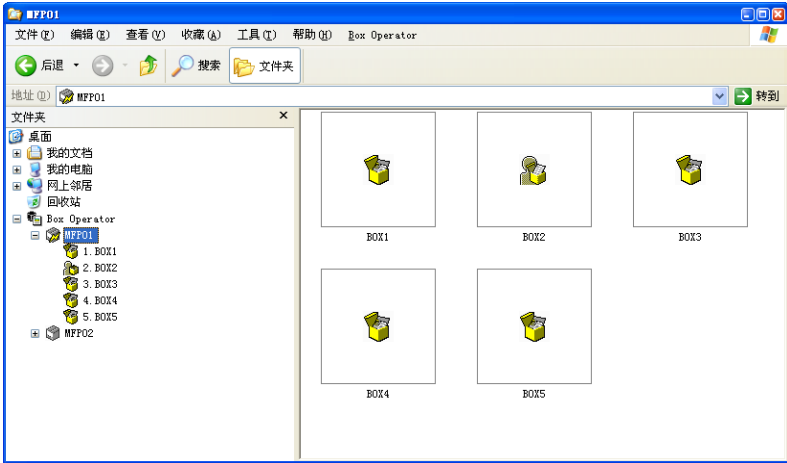 MFP01
文件(F) 编辑(E) 查看(V) 收藏(A) 工具(T) 帮助(H) Box Operator
后退 搜索 文件夹
地址(D) MFP01 转到
文件夹
桌面
我的文档
我的电脑
网上邻居
回收站
Box Operator
MFP01
1.BOX1
2.BOX2
3.BOX3
4.BOX4
5.BOX5
MFP02
BOX1 BOX2 BOX3
BOX4 BOX5